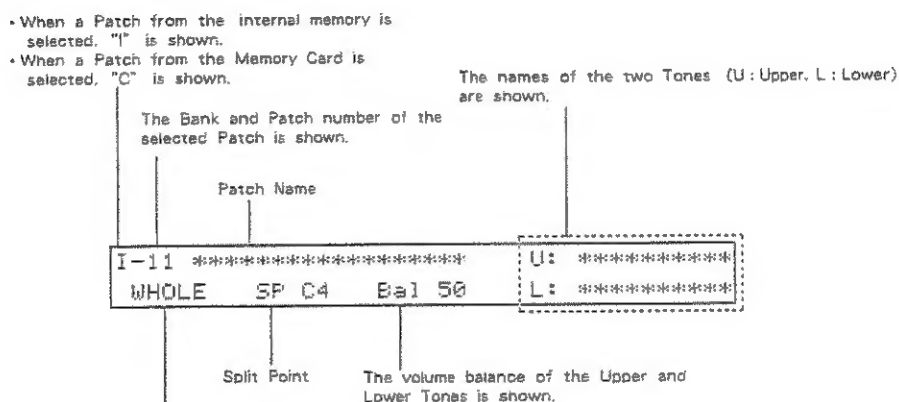 • When a Patch from the internal memory is
selected, "I" is shown.
• When a Patch from the Memory Card is
selected, "C" is shown.
The names of the two Tones (U : Upper, L : Lower)
are shown.
The Bank and Patch number of the
selected Patch is shown.
Patch Name
I-11 ****************** U: **********
WHOLE SP C4 Bal 50 L: **********
Split Point
The volume balance of the Upper and
Lower Tones is shown.